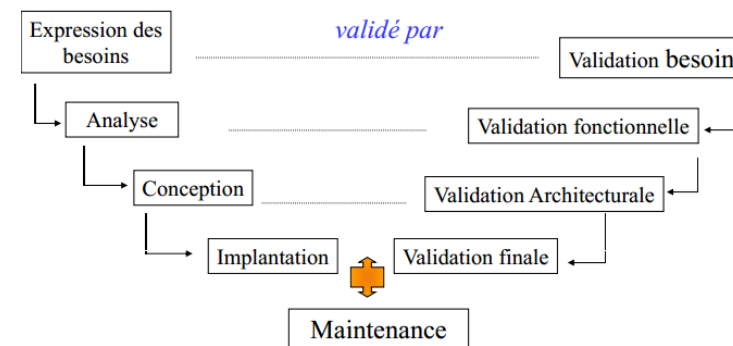 Expression des
besoins
validé par
Validation besoin
Analyse
Validation fonctionnelle
Conception
Validation Architecturale
Implantation
Validation finale
Maintenance